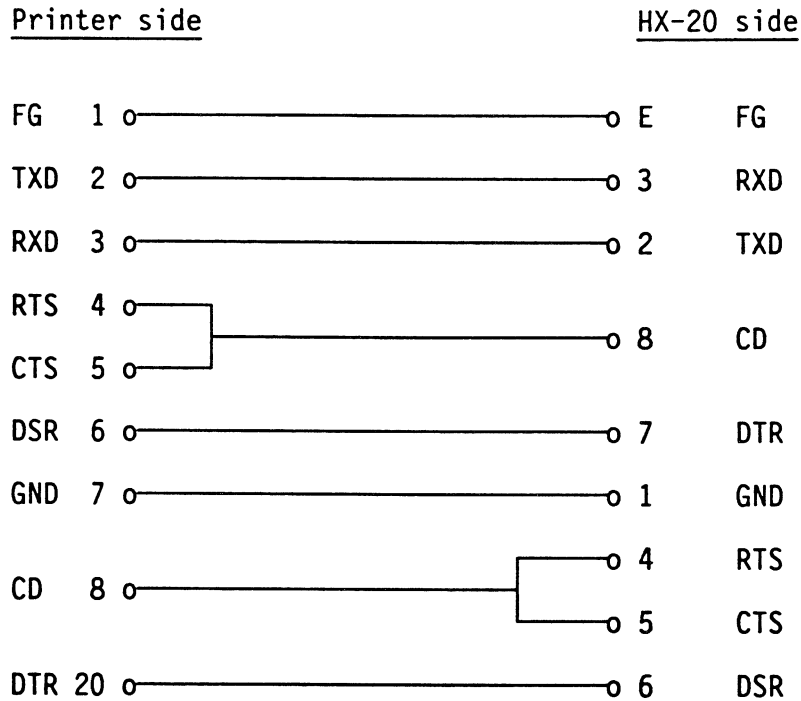 Printer side HX-20 side
FG 1 E FG
TXD 2 3 RXD
RXD 3 2 TXD
RTS 4
8 CD
CTS 5
DSR 6 7 DTR
GND 7 1 GND
4 RTS
CD 8
5 CTS
DTR 20 6 DSR